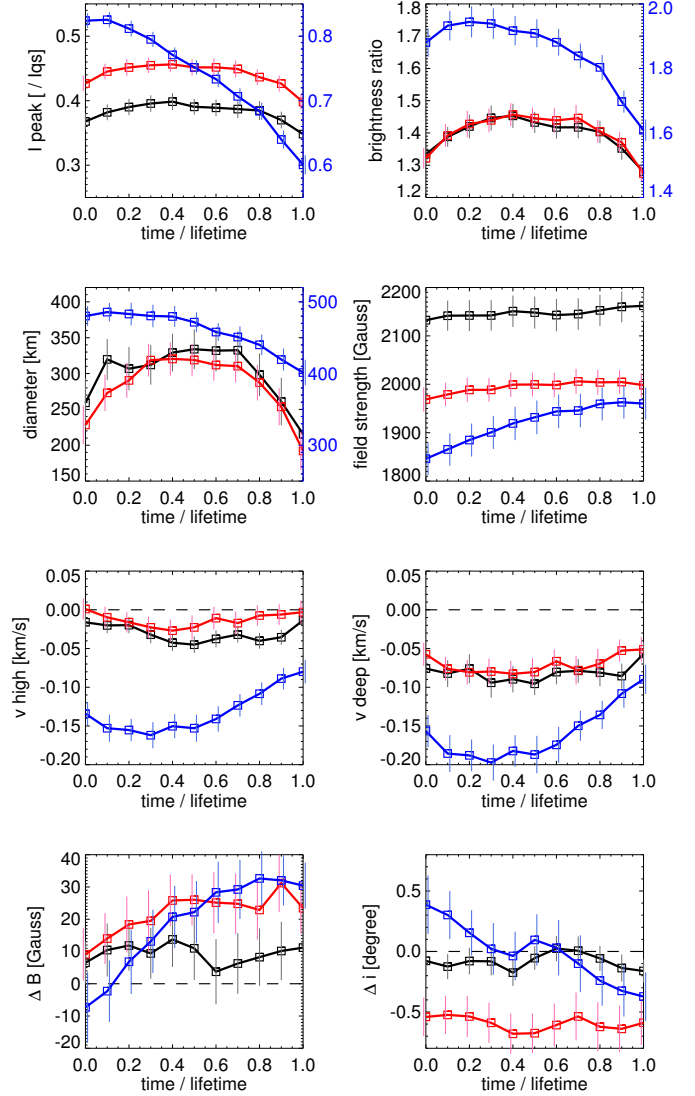 0.5
0.4
0.3
0.8
0.7
0.6
I peak [ / Iqs]
0.0 0.2 0.4 0.6 0.8 1.0
time / lifetime
1.8
1.7
1.6
1.5
1.4
1.3
1.2
2.0
1.8
1.6
1.4
brightness ratio
0.0 0.2 0.4 0.6 0.8 1.0
time / lifetime
400
350
300
250
200
150
500
400
300
diameter [km]
0.0 0.2 0.4 0.6 0.8 1.0
time / lifetime
2200
2100
2000
1900
1800
field strength [Gauss]
0.0 0.2 0.4 0.6 0.8 1.0
time / lifetime
0.05
0.00
-0.05
-0.10
-0.15
-0.20
v high [km/s]
0.0 0.2 0.4 0.6 0.8 1.0
time / lifetime
0.05
0.00
-0.05
-0.10
-0.15
-0.20
v deep [km/s]
0.0 0.2 0.4 0.6 0.8 1.0
time / lifetime
40
30
20
10
0
-10
-20
Δ B [Gauss]
0.0 0.2 0.4 0.6 0.8 1.0
time / lifetime
0.5
0.0
-0.5
Δ i [degree]
0.0 0.2 0.4 0.6 0.8 1.0
time / lifetime